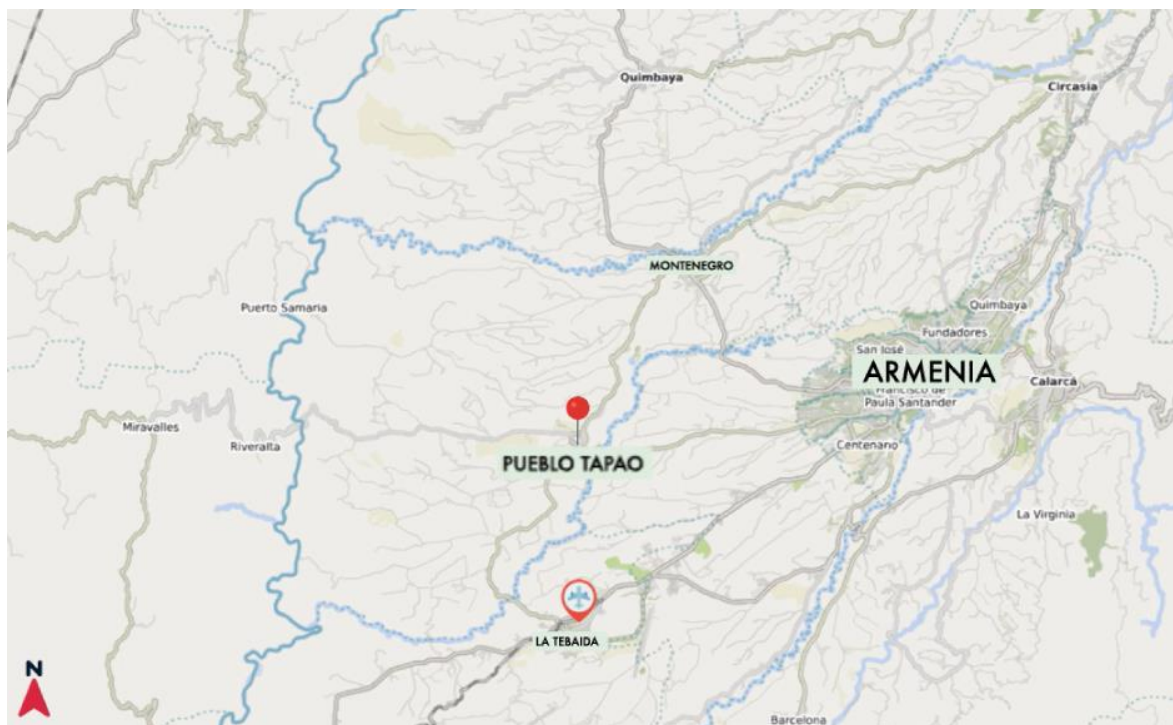 Quimbaya
Circasia
MONTENEGRO
Puerto Samaria
Quimbaya
Fundadores
San José
ARMENIA
Calarcá
Francisco de
Paula Santander
Miravalles
Riveralta
Centenario
PUEBLO TAPAO
La Virginia
LA TEBAIDA
N
Barcelona